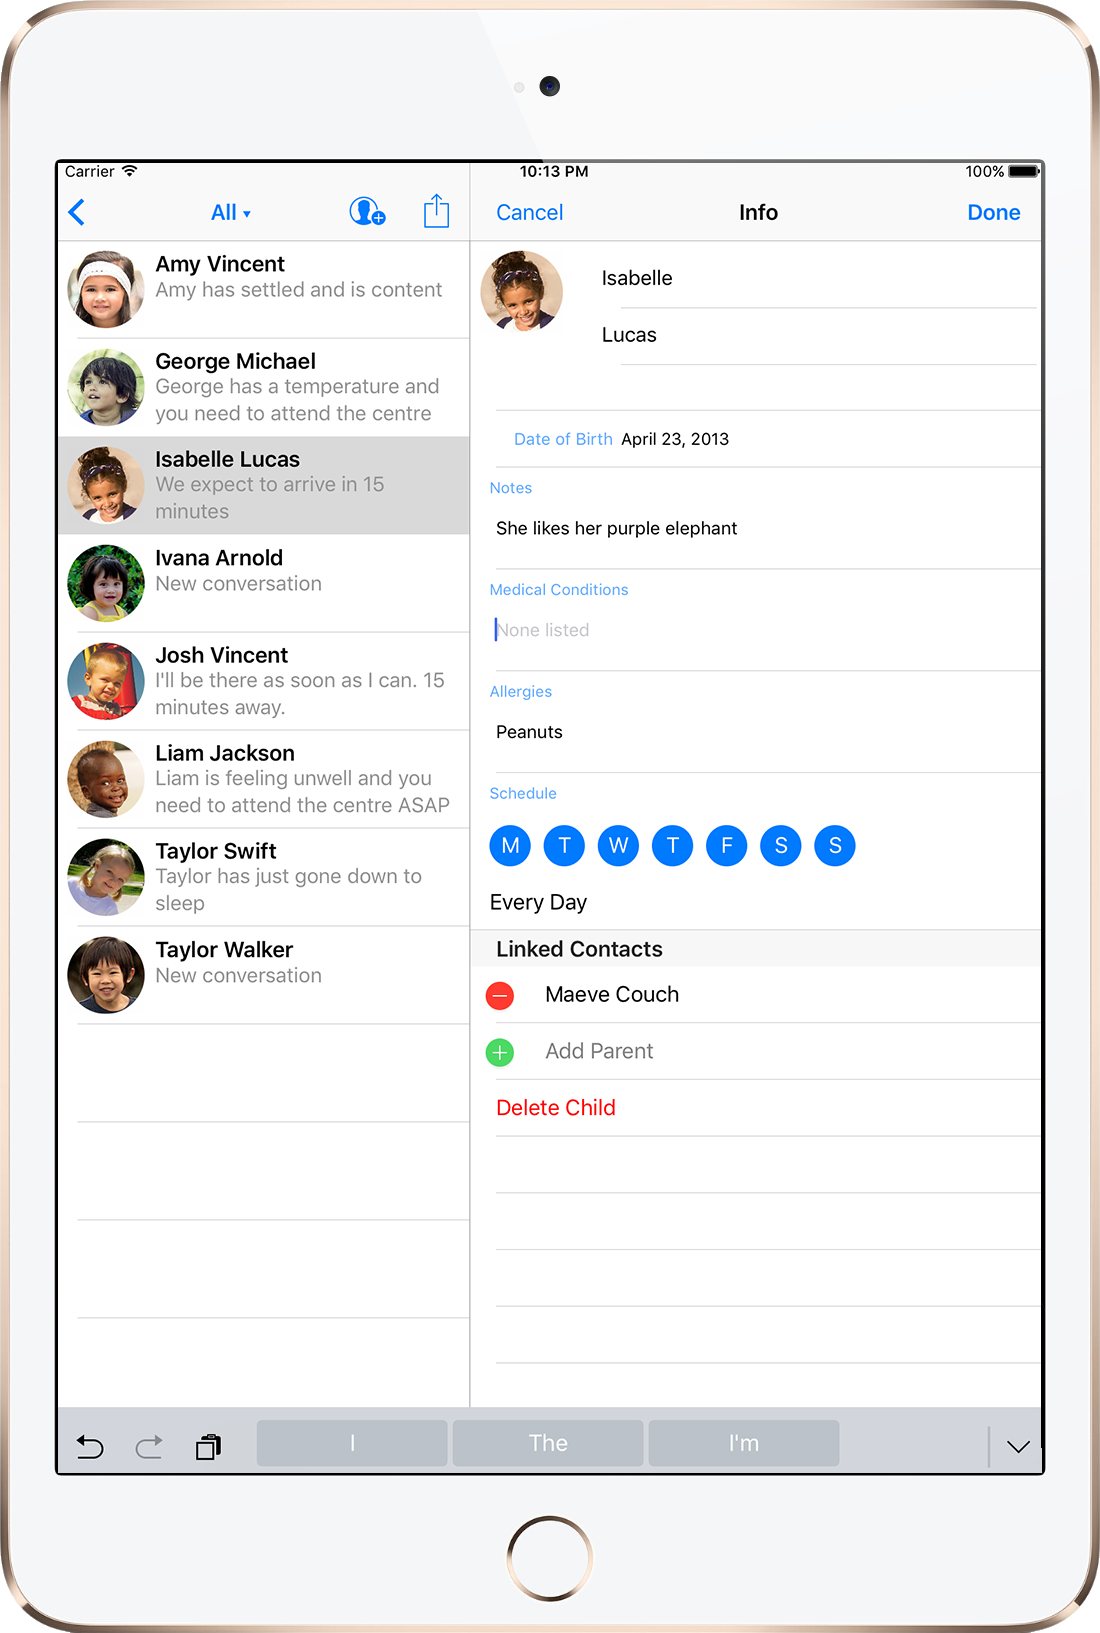 Carrier
10:13 PM
100%
All ▾
Amy Vincent
Amy has settled and is content
George Michael
George has a temperature and
you need to attend the centre
Isabelle Lucas
We expect to arrive in 15
minutes
Ivana Arnold
New conversation
Josh Vincent
I'll be there as soon as I can. 15
minutes away.
Liam Jackson
Liam is feeling unwell and you
need to attend the centre ASAP
Taylor Swift
Taylor has just gone down to
sleep
Taylor Walker
New conversation
Cancel
Info
Done
Isabelle
Lucas
Date of Birth April 23, 2013
Notes
She likes her purple elephant
Medical Conditions
None listed
Allergies
Peanuts
Schedule
M T W T F S S
Every Day
Linked Contacts
Maeve Couch
Add Parent
Delete Child
I
The
I'm